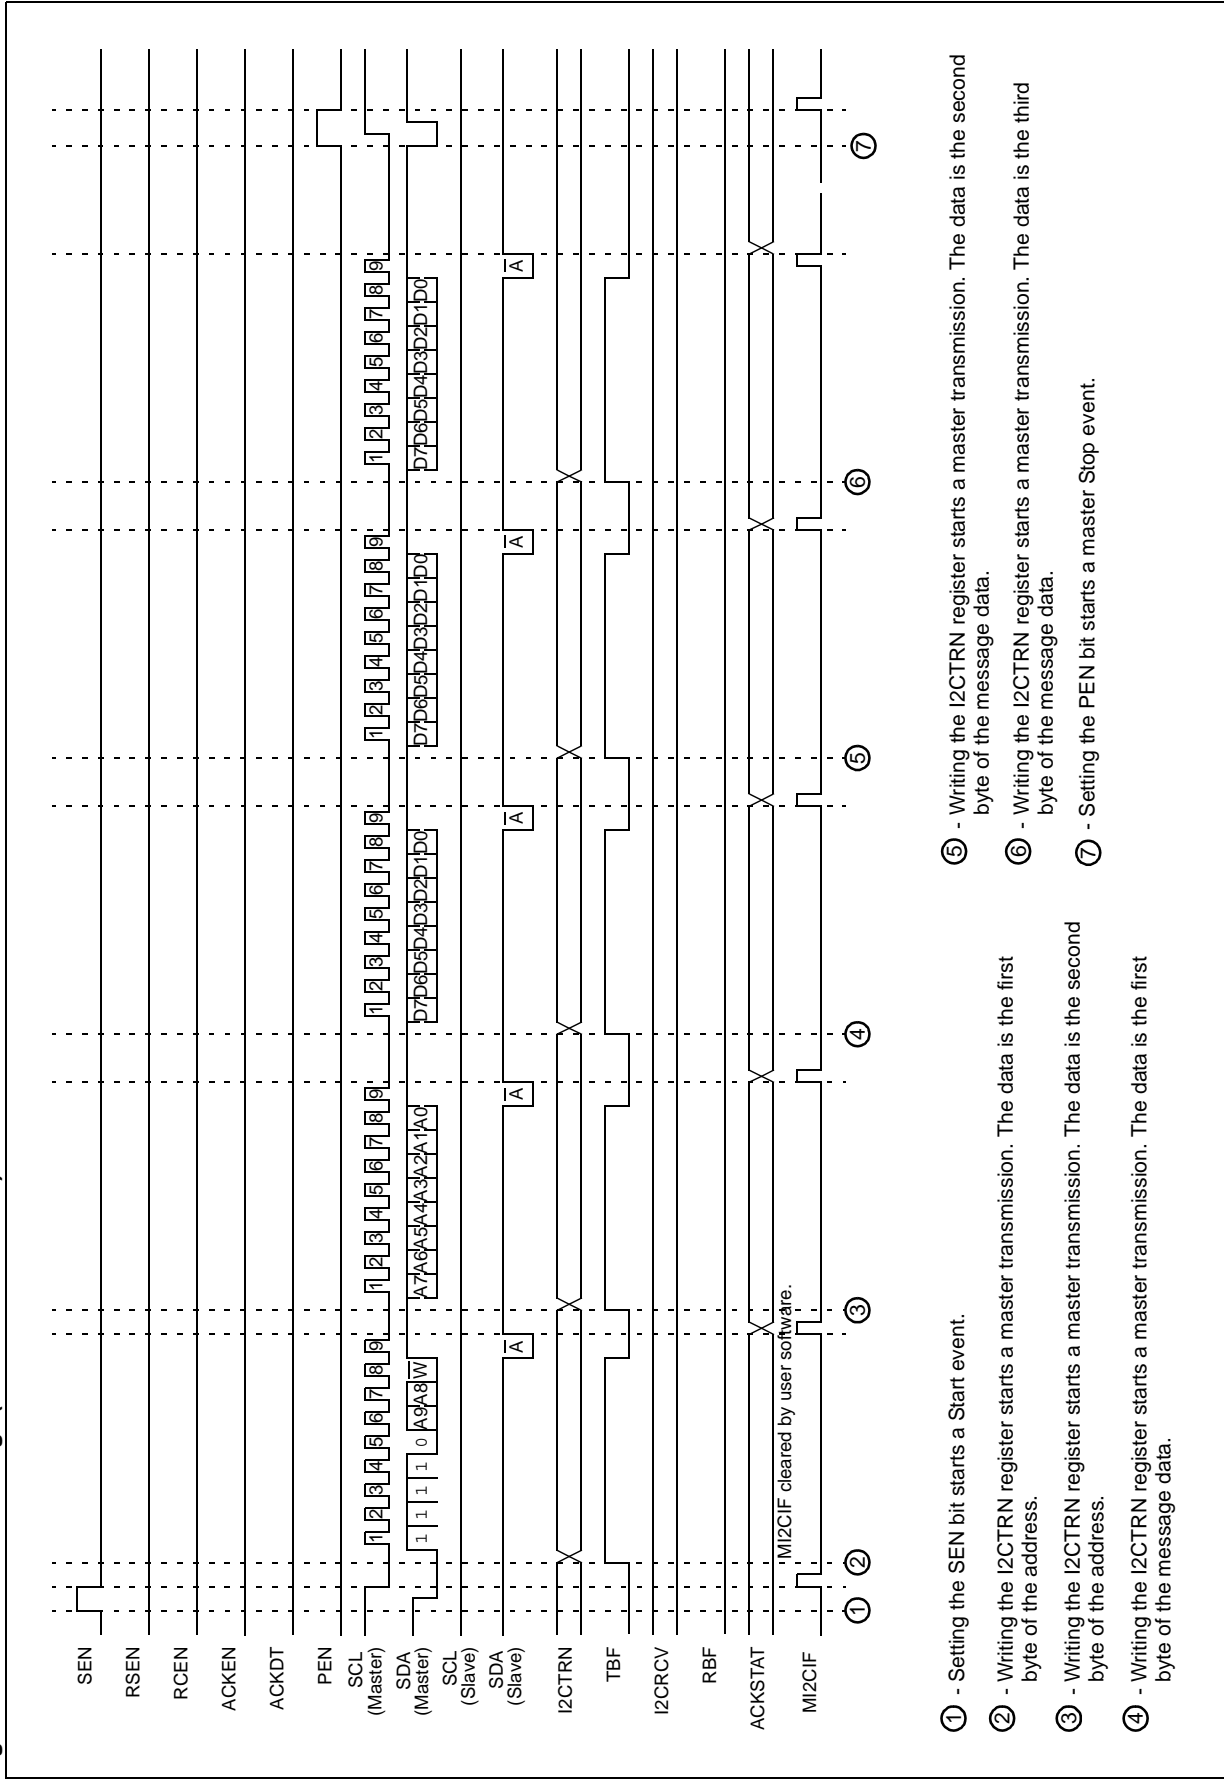 SEN
RSEN
RCEN
ACKEN
ACKDT
PEN
SCL
(Master)
1 2 3 4 5 6 7 8 9 1 2 3 4 5 6 7 8 9 1 2 3 4 5 6 7 8 9 1 2 3 4 5 6 7 8 9 1 2 3 4 5 6 7 8 9
SDA
(Master)
1 1 1 1 0 A9 A8 W̅ A7 A6 A5 A4 A3 A2 A1 A0 D7 D6 D5 D4 D3 D2 D1 D0 D7 D6 D5 D4 D3 D2 D1 D0 D7 D6 D5 D4 D3 D2 D1 D0
SCL
(Slave)
SDA
(Slave)
A̅ A̅ A̅ A̅ A̅
I2CTRN
TBF
I2CRCV
RBF
ACKSTAT
MI2CIF cleared by user software.
MI2CIF
① ② ③ ④ ⑤ ⑥ ⑦
① - Setting the SEN bit starts a Start event.
② - Writing the I2CTRN register starts a master transmission. The data is the first
byte of the address.
③ - Writing the I2CTRN register starts a master transmission. The data is the second
byte of the address.
④ - Writing the I2CTRN register starts a master transmission. The data is the first
byte of the message data.
⑤ - Writing the I2CTRN register starts a master transmission. The data is the second
byte of the message data.
⑥ - Writing the I2CTRN register starts a master transmission. The data is the third
byte of the message data.
⑦ - Setting the PEN bit starts a master Stop event.